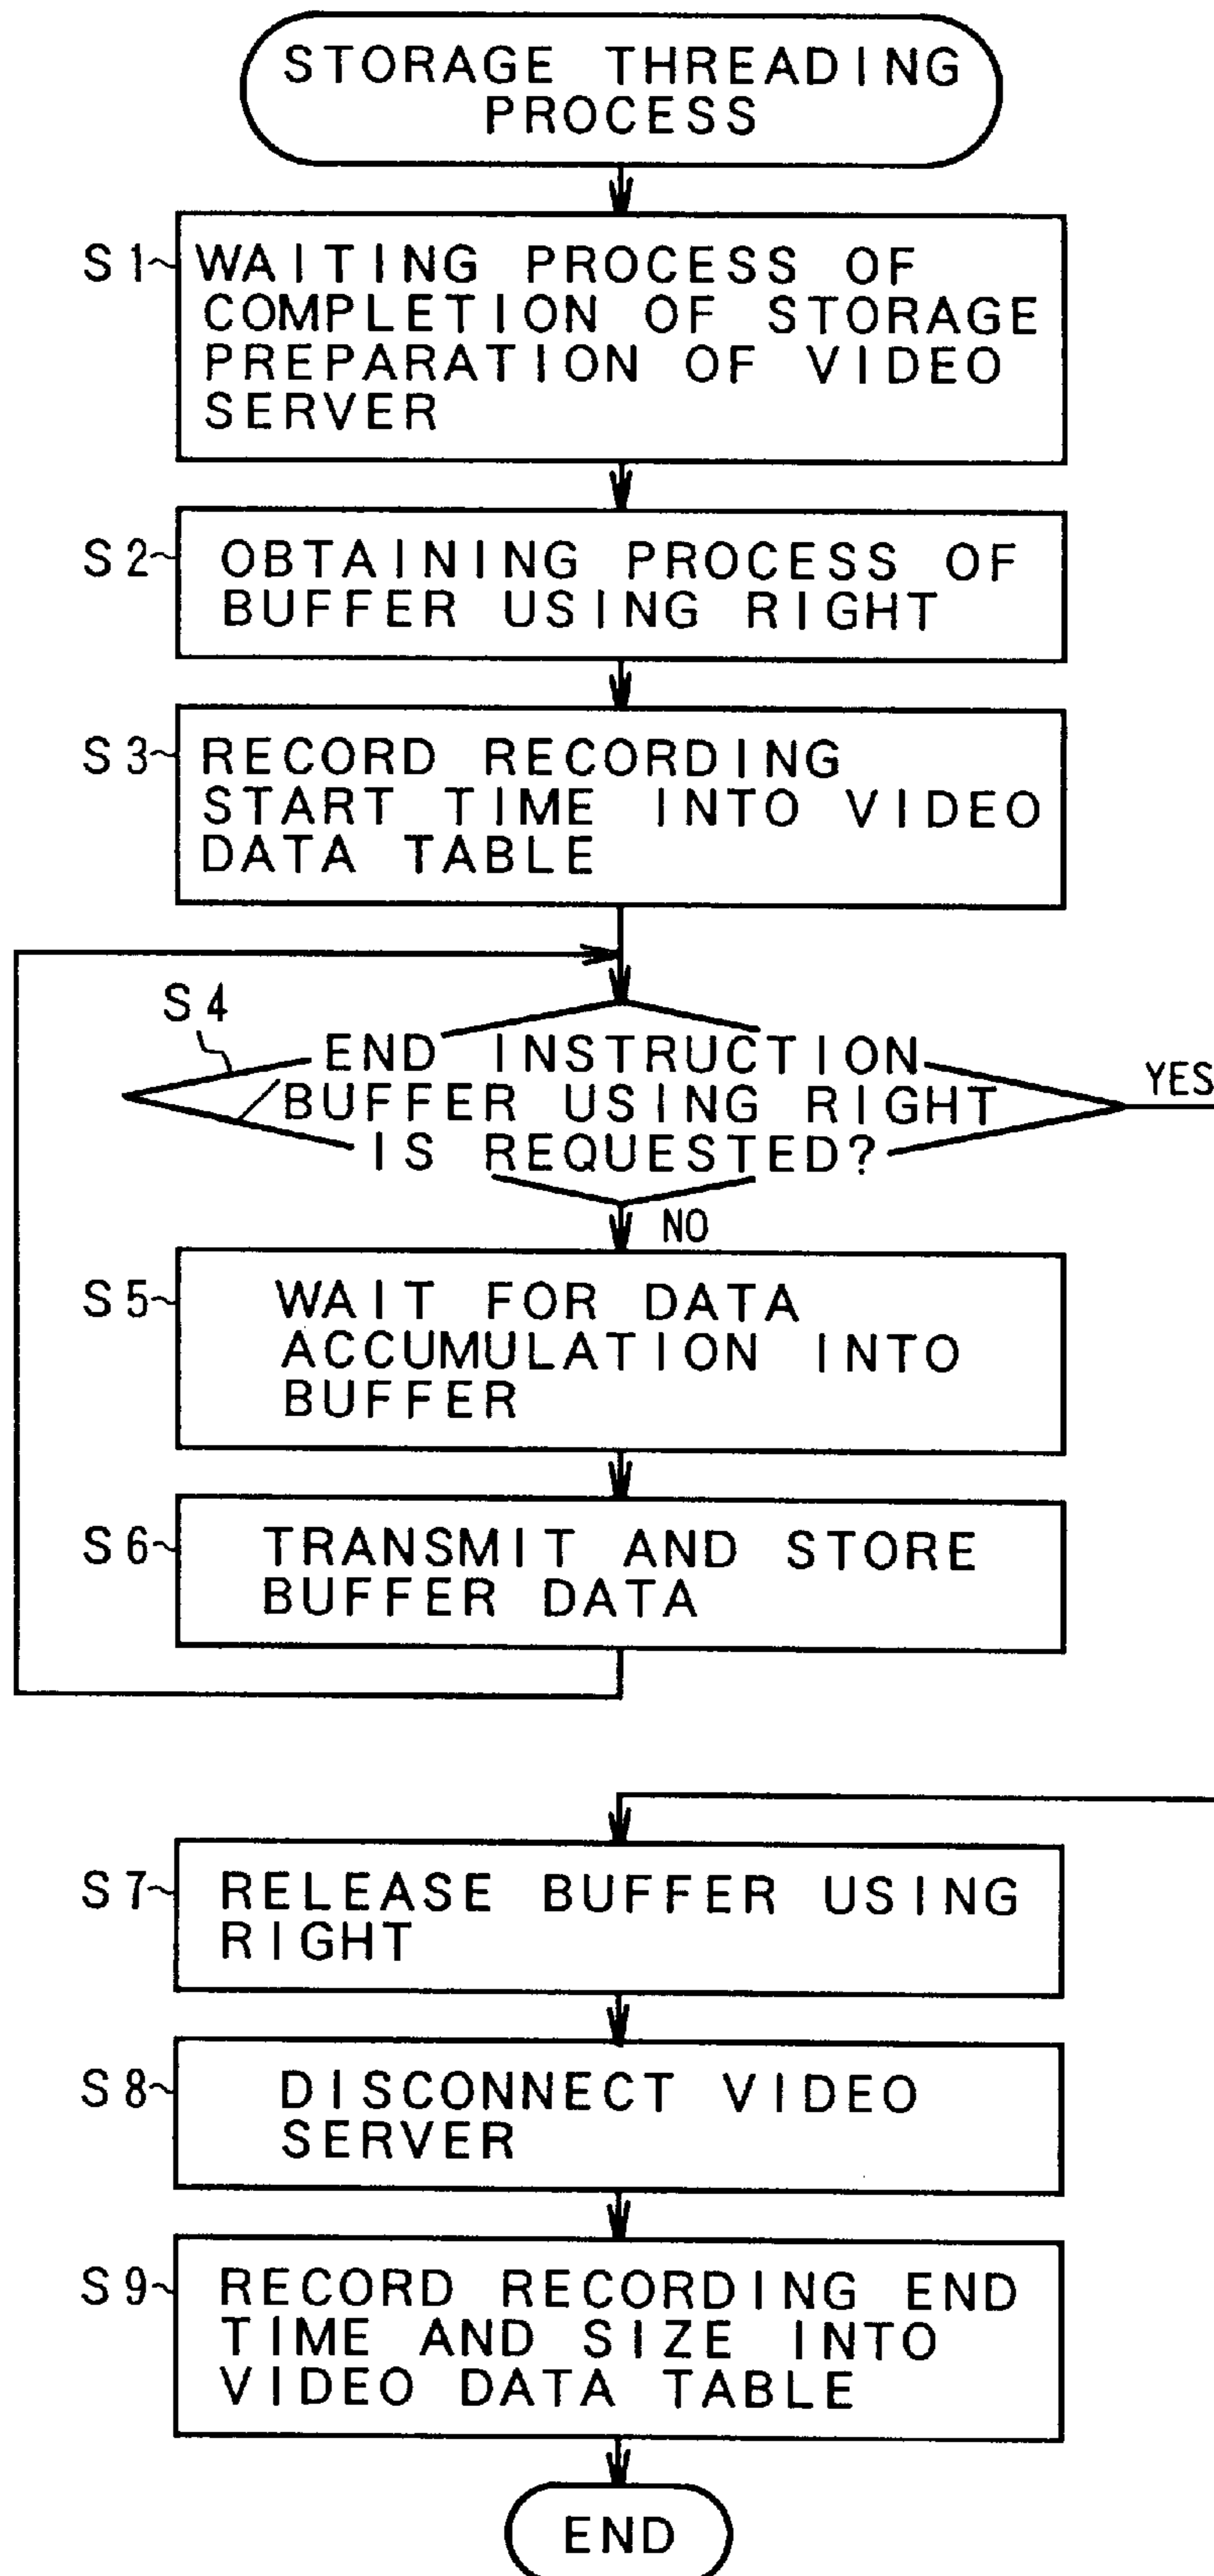 STORAGE THREADING
PROCESS
S1 WAITING PROCESS OF
COMPLETION OF STORAGE
PREPARATION OF VIDEO
SERVER
S2 OBTAINING PROCESS OF
BUFFER USING RIGHT
S3 RECORD RECORDING
START TIME INTO VIDEO
DATA TABLE
S4
END INSTRUCTION
YES
BUFFER USING RIGHT
IS REQUESTED?
NO
S5 WAIT FOR DATA
ACCUMULATION INTO
BUFFER
S6 TRANSMIT AND STORE
BUFFER DATA
S7 RELEASE BUFFER USING
RIGHT
S8 DISCONNECT VIDEO
SERVER
S9 RECORD RECORDING END
TIME AND SIZE INTO
VIDEO DATA TABLE
END